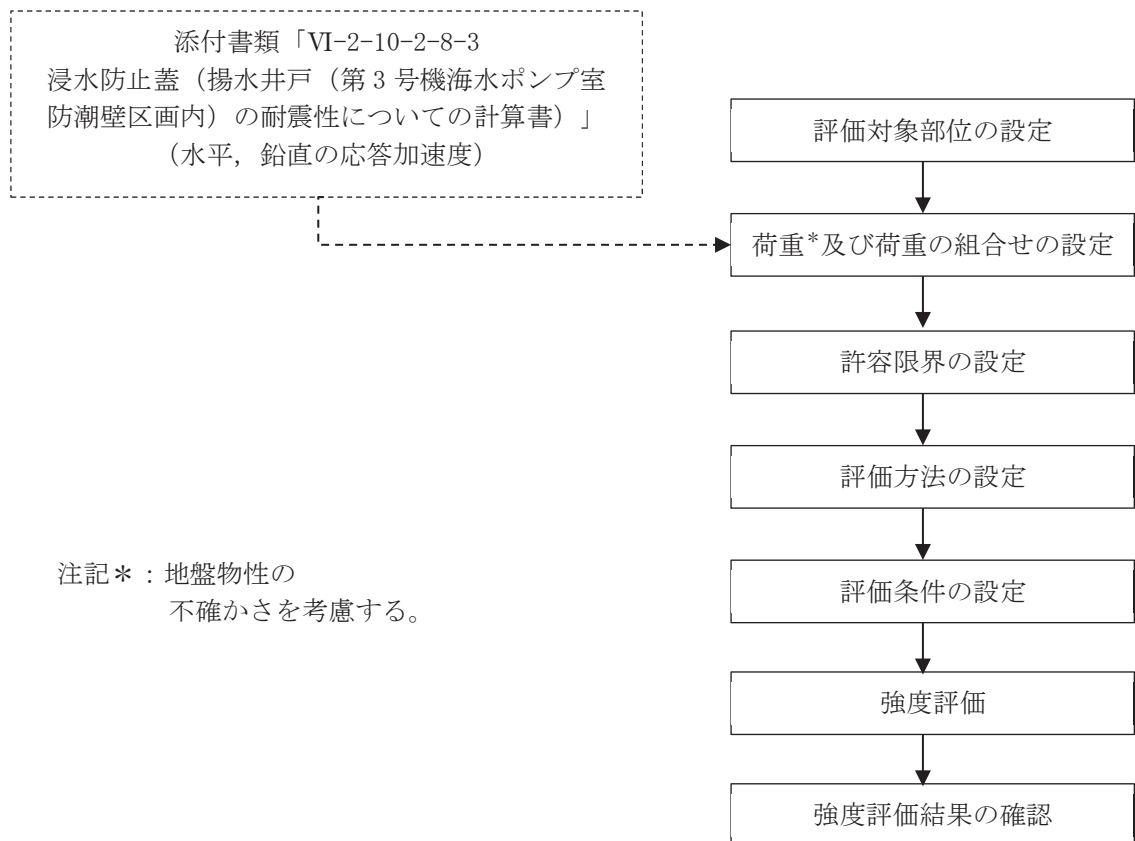 添付書類「Ⅵ-2-10-2-8-3
浸水防止蓋（揚水井戸（第3号機海水ポンプ室
防潮壁区画内）の耐震性についての計算書）」
（水平，鉛直の応答加速度）
評価対象部位の設定
荷重*及び荷重の組合せの設定
許容限界の設定
評価方法の設定
評価条件の設定
強度評価
強度評価結果の確認
注記＊：地盤物性の
不確かさを考慮する。